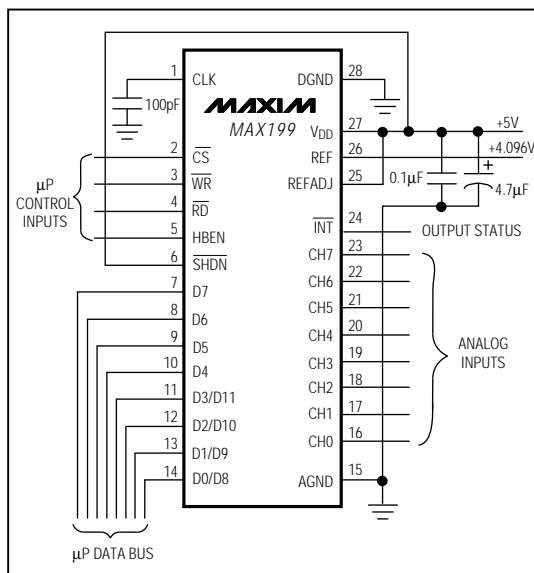 1 CLK
100pF
2 CS
3 WR
4 RD
5 HBEN
6 SHDN
7 D7
8 D6
9 D5
10 D4
11 D3/D11
12 D2/D10
13 D1/D9
14 D0/D8
µP
CONTROL
INPUTS
µP DATA BUS
MAXIM
MAX199
DGND 28
VDD 27
REF 26
REFADJ 25
INT 24
CH7 23
CH6 22
CH5 21
CH4 20
CH3 19
CH2 18
CH1 17
CH0 16
AGND 15
+5V
+4.096V
0.1µF
+
4.7µF
OUTPUT STATUS
ANALOG
INPUTS